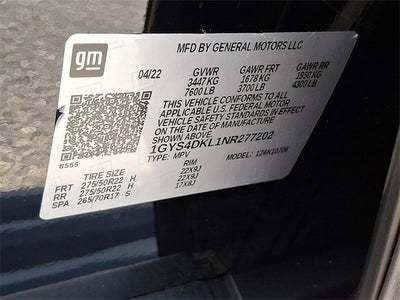 gm
MFD BY GENERAL MOTORS LLC
04/22 GVWR GAWR FRT GAWR RR
3447 KG 1678 KG 1950 KG
7600 LB 3700 LB 4300 LB
THIS VEHICLE CONFORMS TO ALL
APPLICABLE U.S. FEDERAL MOTOR
VEHICLE SAFETY STANDARDS IN EFFECT
ON THE DATE OF MANUFACTURE
SHOWN ABOVE.
1GYS4DKL1NR277202
TYPE: MPV MODEL: 126K10706
8555
TIRE SIZE RIM
FRT 275/50R22 H 22X9J
RR 275/50R22 H 22X9J
SPA 265/70R17 S 17X8J